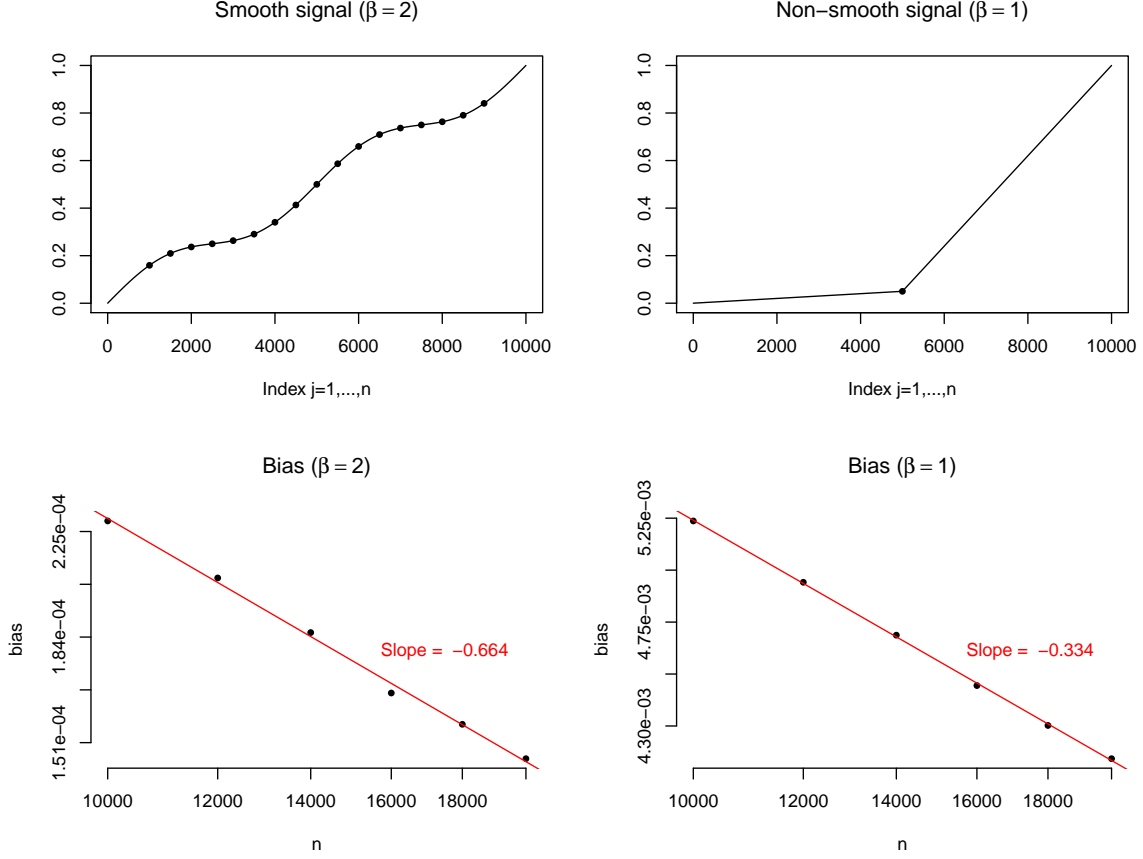 Smooth signal (β = 2)
0.0 0.2 0.4 0.6 0.8 1.0
0 2000 4000 6000 8000 10000
Index j=1,...,n
Non−smooth signal (β = 1)
0.0 0.2 0.4 0.6 0.8 1.0
0 2000 4000 6000 8000 10000
Index j=1,...,n
Bias (β = 2)
bias
1.51e−04 1.84e−04 2.25e−04
Slope = −0.664
10000 12000 14000 16000 18000
n
Bias (β = 1)
bias
4.30e−03 4.75e−03 5.25e−03
Slope = −0.334
10000 12000 14000 16000 18000
n